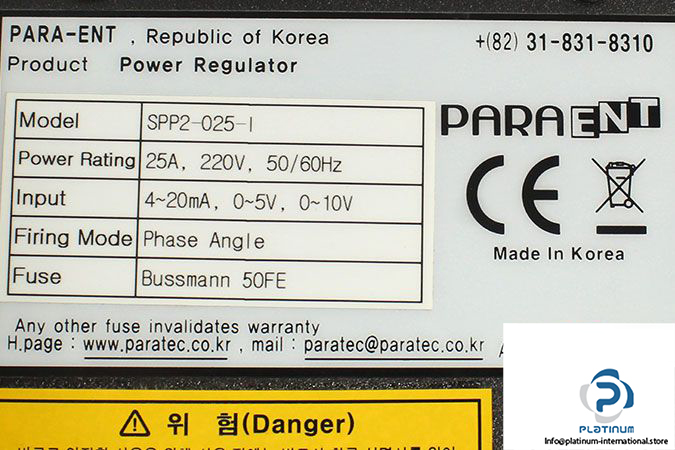 PARA-ENT , Republic of Korea
+(82) 31-831-8310
Product Power Regulator
Model SPP2-025-I
Power Rating 25A, 220V, 50/60Hz
Input 4~20mA, 0~5V, 0~10V
Firing Mode Phase Angle
Fuse Bussmann 50FE
PARAENT
CE
Made In Korea
Any other fuse invalidates warranty
H.page : www.paratec.co.kr , mail : paratec@paratec.co.kr
⚠ 위 험(Danger)
PLATINUM
Info@platinum-international.store